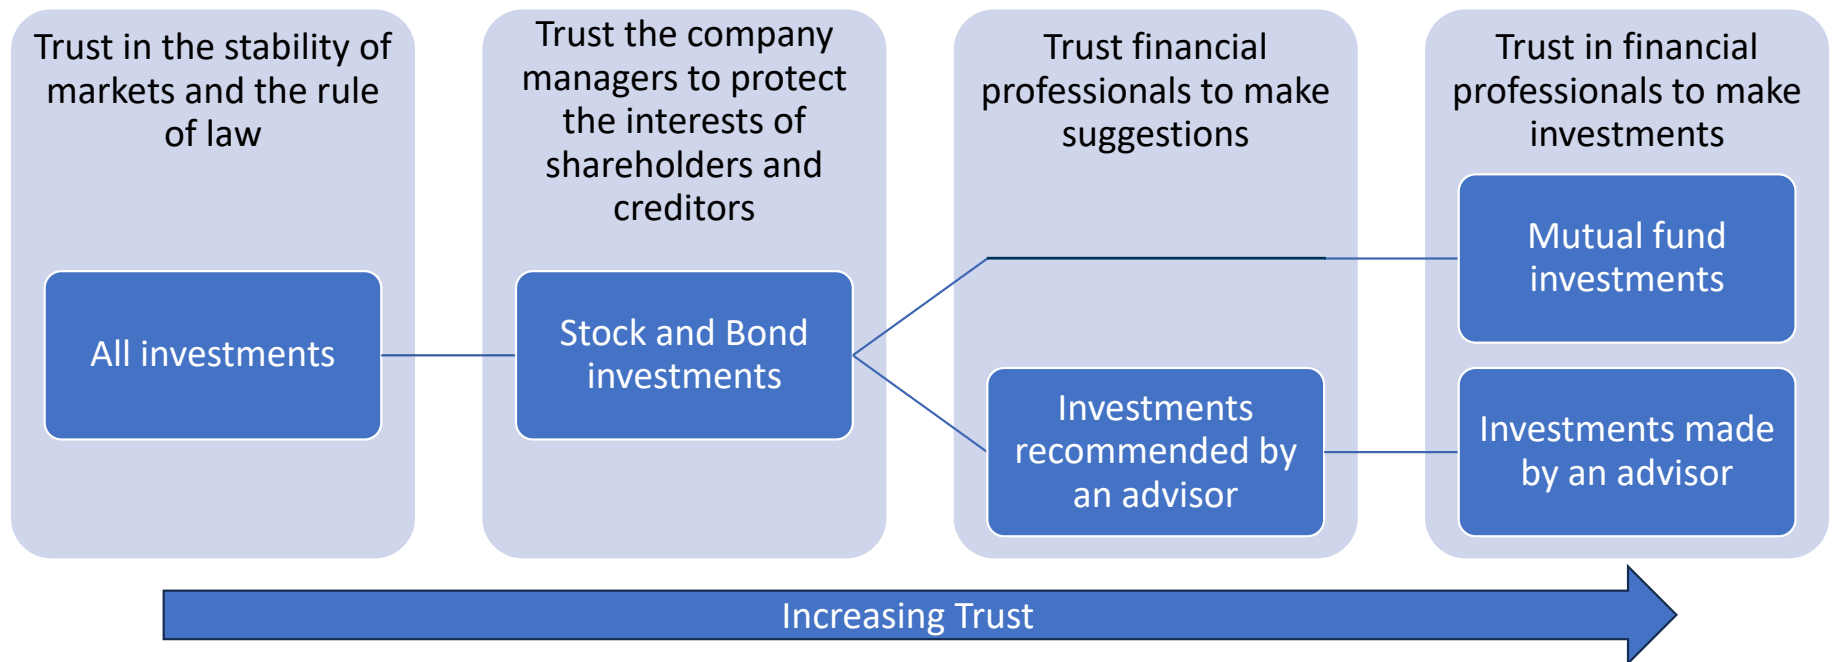 Trust in the stability of
markets and the rule
of law
Trust the company
managers to protect
the interests of
shareholders and
creditors
Trust financial
professionals to make
suggestions
Trust in financial
professionals to make
investments
All investments
Stock and Bond
investments
Investments
recommended by
an advisor
Mutual fund
investments
Investments made
by an advisor
Increasing Trust